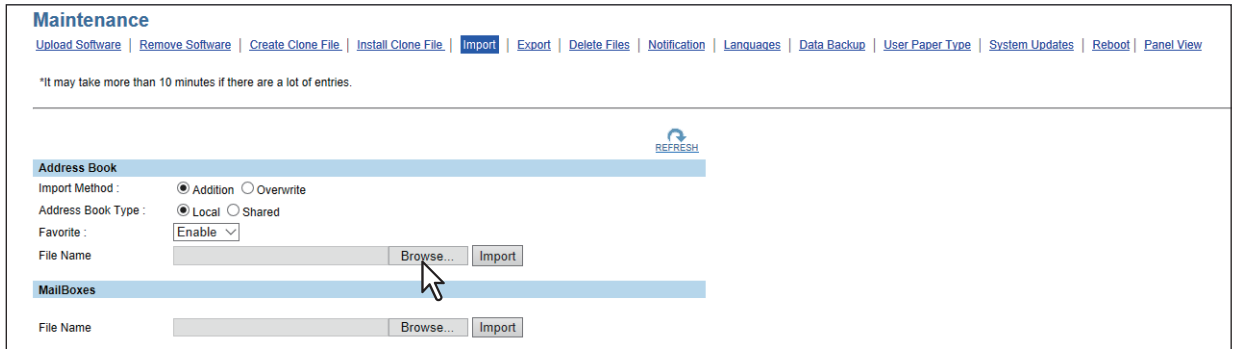 Maintenance
Upload Software | Remove Software | Create Clone File | Install Clone File | Import | Export | Delete Files | Notification | Languages | Data Backup | User Paper Type | System Updates | Reboot | Panel View
*It may take more than 10 minutes if there are a lot of entries.
REFRESH
Address Book
Import Method : Addition Overwrite
Address Book Type : Local Shared
Favorite : Enable
File Name Browse... Import
MailBoxes
File Name Browse... Import